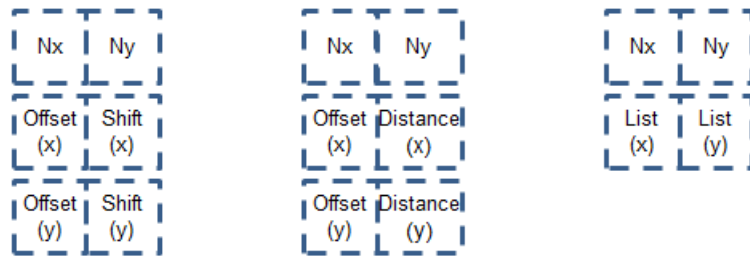 Nx Ny Nx Ny Nx Ny
Offset Shift Offset Distance List List
(x) (x) (x) (x) (x) (y)
Offset Shift Offset Distance
(y) (y) (y) (y)